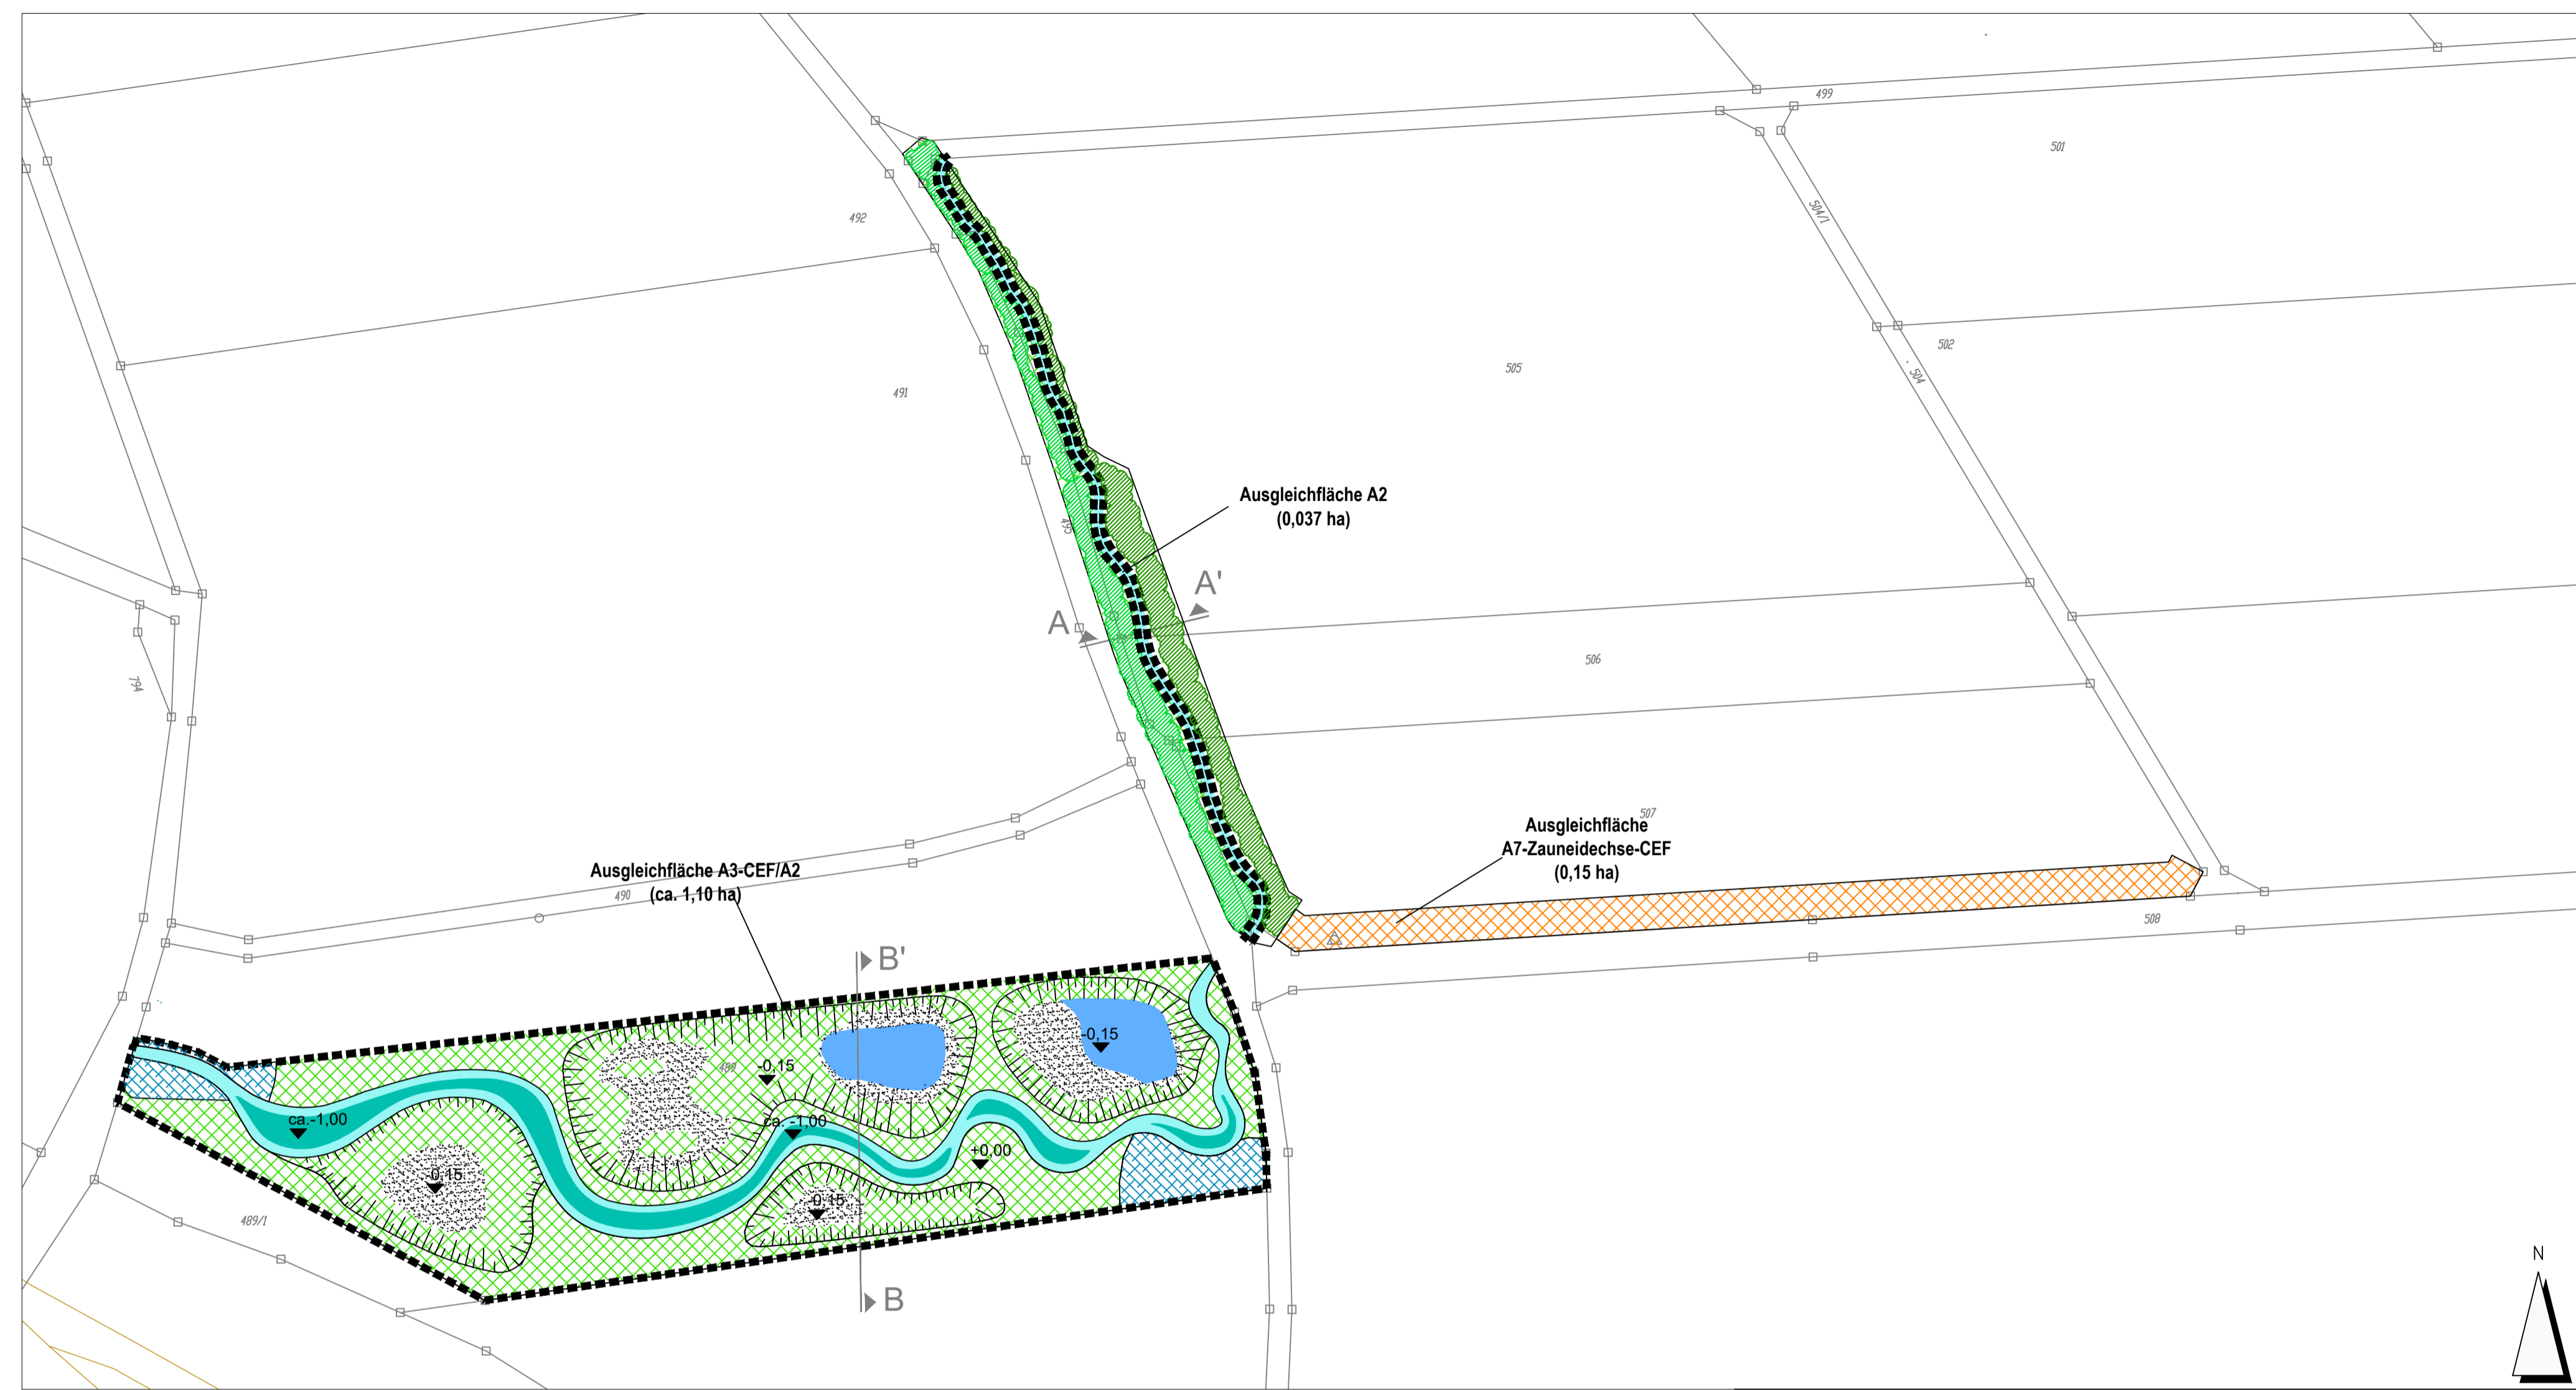 499
501
492
504/1
502
504
505
491
Ausgleichfläche A2
(0,037 ha)
495
A'
A
506
794
507
Ausgleichfläche
A7-Zauneidechse-CEF
(0,15 ha)
Ausgleichfläche A3-CEF/A2
(ca. 1,10 ha)
490
508
B'
-0,15
489
-0,15
ca.-1,00
ca. -1,00
+0,00
-0,15
-0,15
489/1
N
B